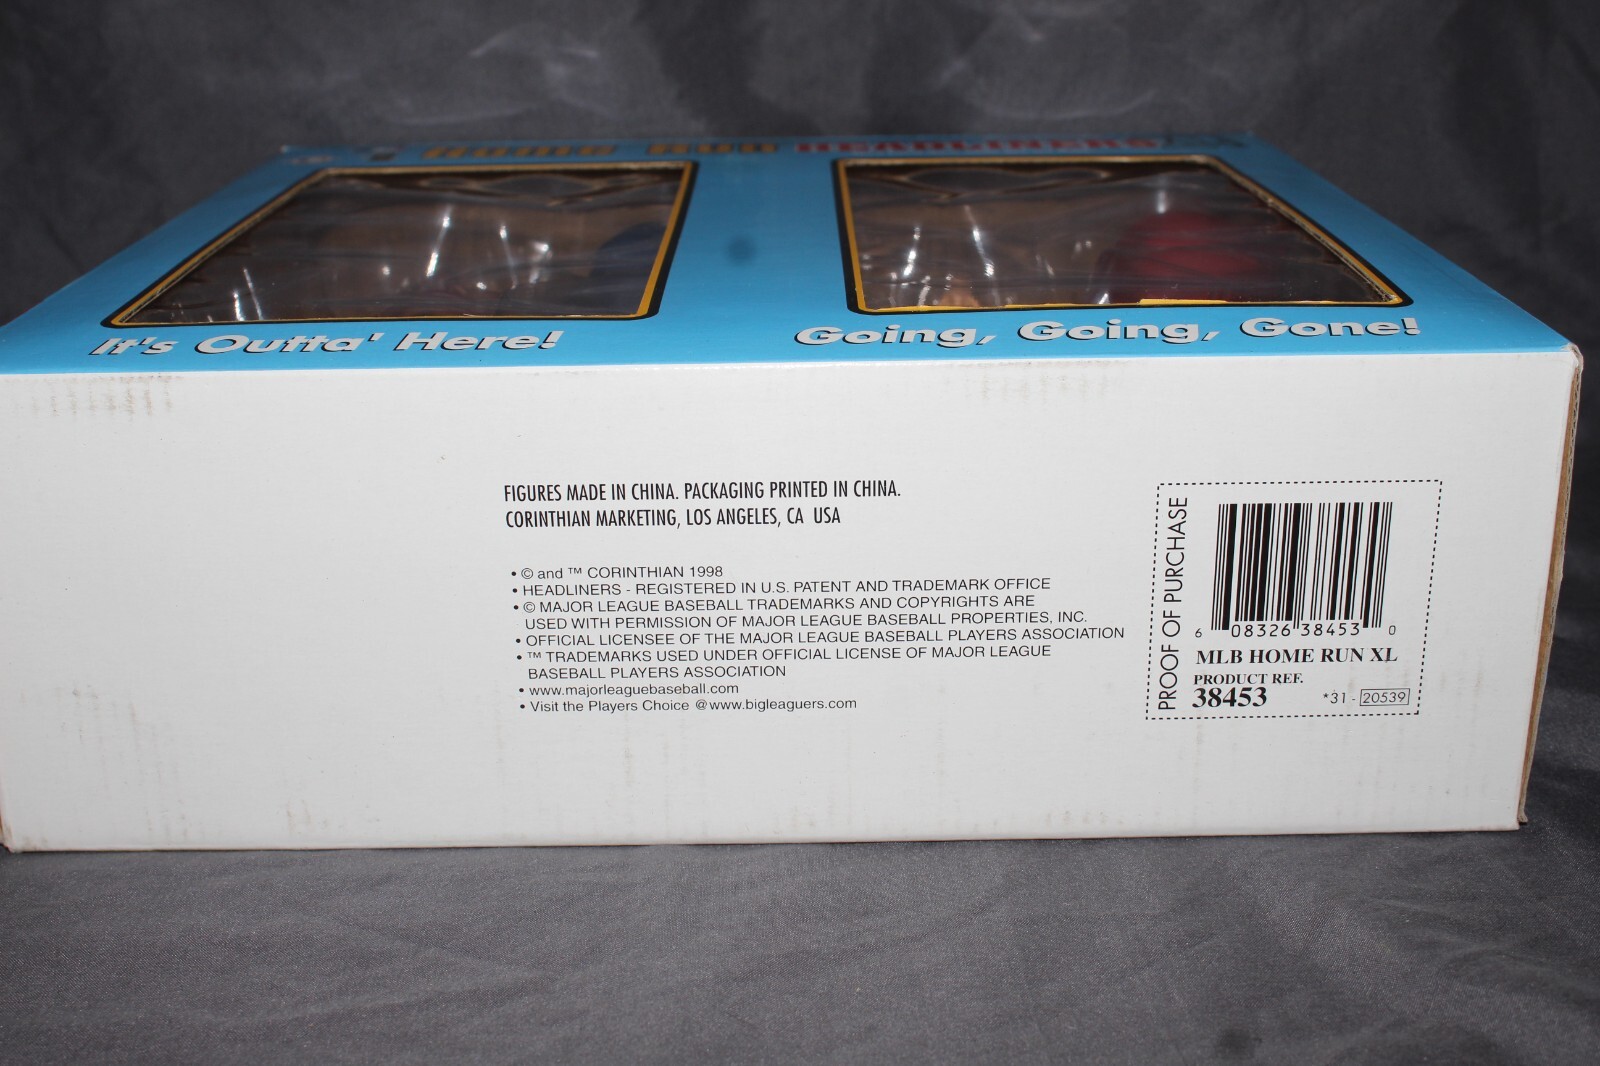 Home Run HEADLINERS
It's Outta' Here!
Going, Going, Gone!
FIGURES MADE IN CHINA. PACKAGING PRINTED IN CHINA.
CORINTHIAN MARKETING, LOS ANGELES, CA USA
• © and ™ CORINTHIAN 1998
• HEADLINERS - REGISTERED IN U.S. PATENT AND TRADEMARK OFFICE
• © MAJOR LEAGUE BASEBALL TRADEMARKS AND COPYRIGHTS ARE
USED WITH PERMISSION OF MAJOR LEAGUE BASEBALL PROPERTIES, INC.
• OFFICIAL LICENSEE OF THE MAJOR LEAGUE BASEBALL PLAYERS ASSOCIATION
• ™ TRADEMARKS USED UNDER OFFICIAL LICENSE OF MAJOR LEAGUE
BASEBALL PLAYERS ASSOCIATION
• www.majorleaguebaseball.com
• Visit the Players Choice @www.bigleaguers.com
PROOF OF PURCHASE
6 08326 38453 0
MLB HOME RUN XL
PRODUCT REF.
38453 *31 - 20539